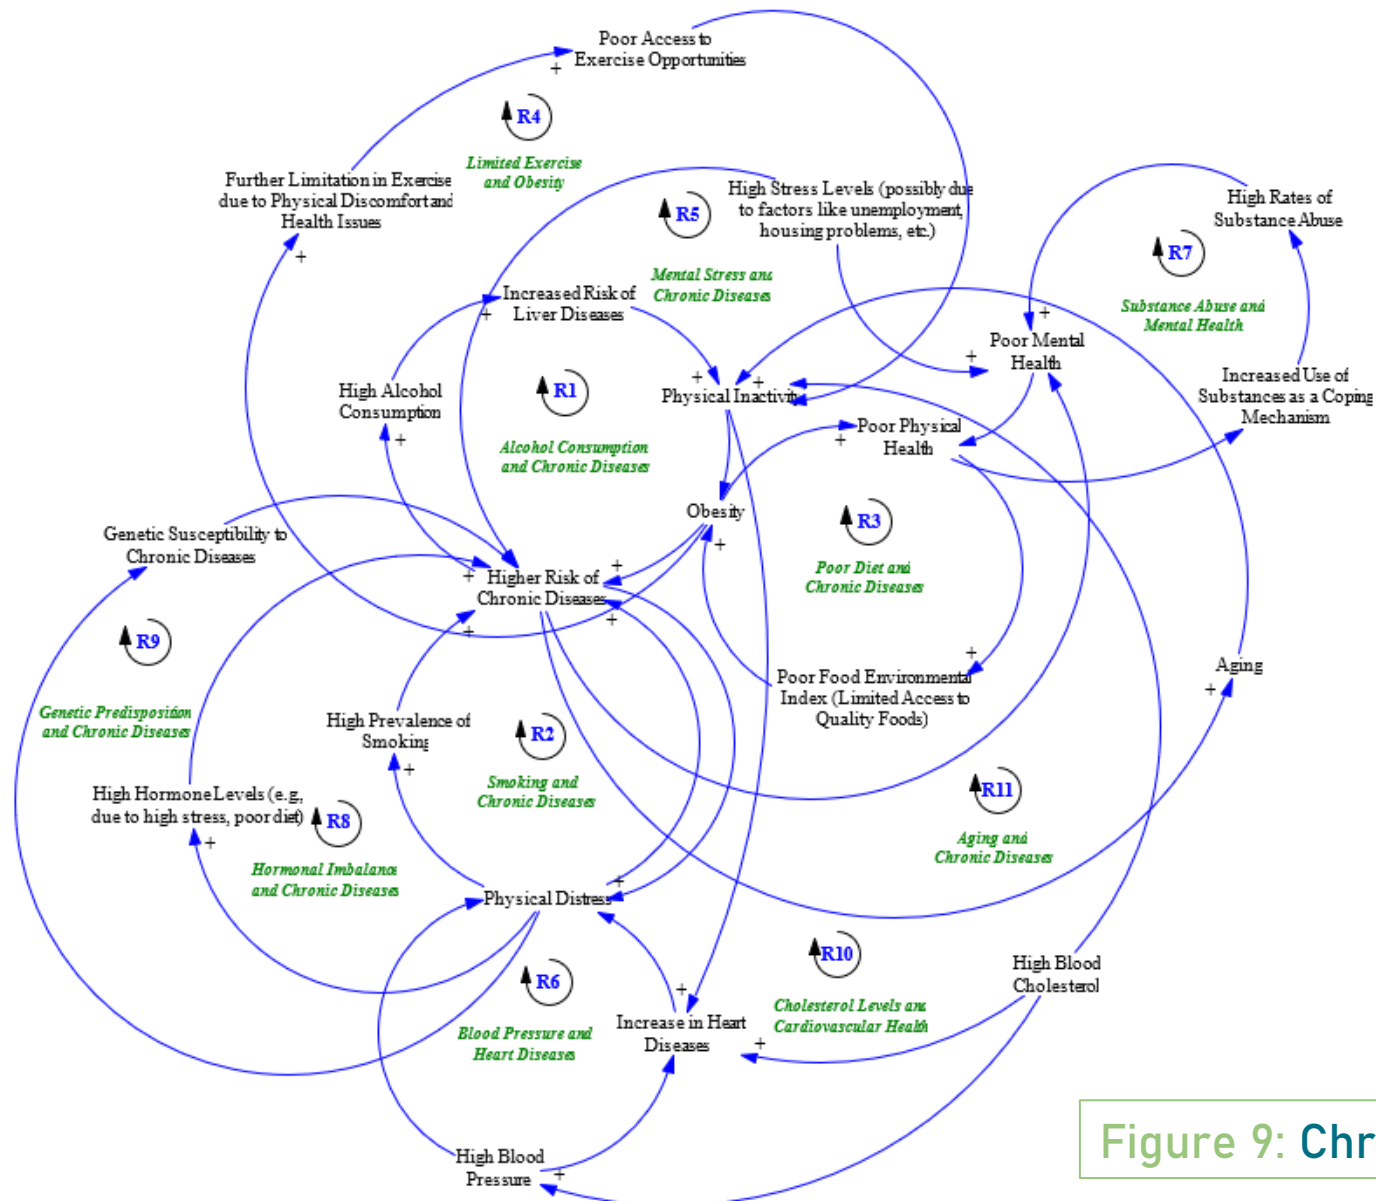 Poor Access to
Exercise Opportunities
+
R4
Limited Exercise
and Obesity
Further Limitation in Exercise
due to Physical Discomfort and
Health Issues
+
High Stress Levels (possibly due
to factors like unemployment,
housing problems, etc.)
R5
Mental Stress and
Chronic Diseases
High Rates of
Substance Abuse
R7
Substance Abuse and
Mental Health
Increased Risk of
Liver Diseases
+
+
Poor Mental
Health
+
High Alcohol
Consumption
+
R1
Alcohol Consumption
and Chronic Diseases
+
+
Physical Inactivity
Increased Use of
Substances as a Coping
Mechanism
Poor Physical
Health
+
Obesity
+
R3
Poor Diet and
Chronic Diseases
Genetic Susceptibility to
Chronic Diseases
+
+
Higher Risk of
Chronic Diseases
+
+
R9
Genetic Predisposition
and Chronic Diseases
+
Poor Food Environmental
Index (Limited Access to
Quality Foods)
Aging
+
High Prevalence of
Smoking
+
R2
Smoking and
Chronic Diseases
High Hormone Levels (e.g.,
due to high stress, poor diet)
+
R8
Hormonal Imbalance
and Chronic Diseases
R11
Aging and
Chronic Diseases
+
Physical Distress
R6
Blood Pressure and
Heart Diseases
R10
Cholesterol Levels and
Cardiovascular Health
High Blood
Cholesterol
+
Increase in Heart
Diseases
+
High Blood
Pressure
+
Figure 9: Chr